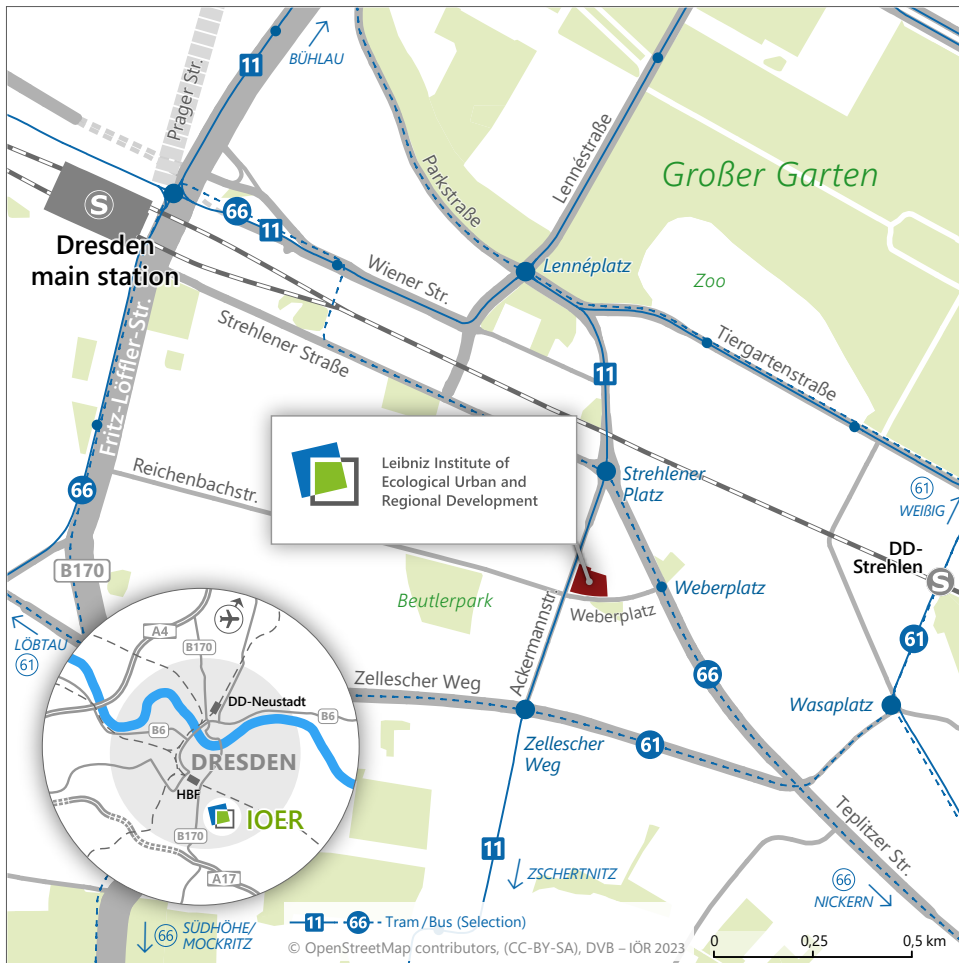 11
BÜHLAU
Prager Str.
Parkstraße
Lennéstraße
Großer Garten
S
66
11
Dresden
main station
Wiener Str.
Lennéplatz
Zoo
Strehlener Straße
Tiergartenstraße
Fritz-Löffler-Str.
11
Leibniz Institute of
Ecological Urban and
Regional Development
Reichenbachstr.
Strehlener
Platz
66
61
WEIßIG
DD-
Strehlen
S
B170
Weberplatz
Beutlerpark
Weberplatz
Ackermannstr.
LÖBTAU
61
61
A4
B170
Zellescher Weg
66
DD-Neustadt
B6
B6
Wasaplatz
DRESDEN
Zellescher
Weg
61
HBF
IOER
B170
A17
Teplitzer Str.
11
ZSCHERTNITZ
66
NICKERN
66 SÜDHÖHE/
MOCKRITZ
11 66 Tram/Bus (Selection)
© OpenStreetMap contributors, (CC-BY-SA), DVB – IÖR 2023
0 0,25 0,5 km